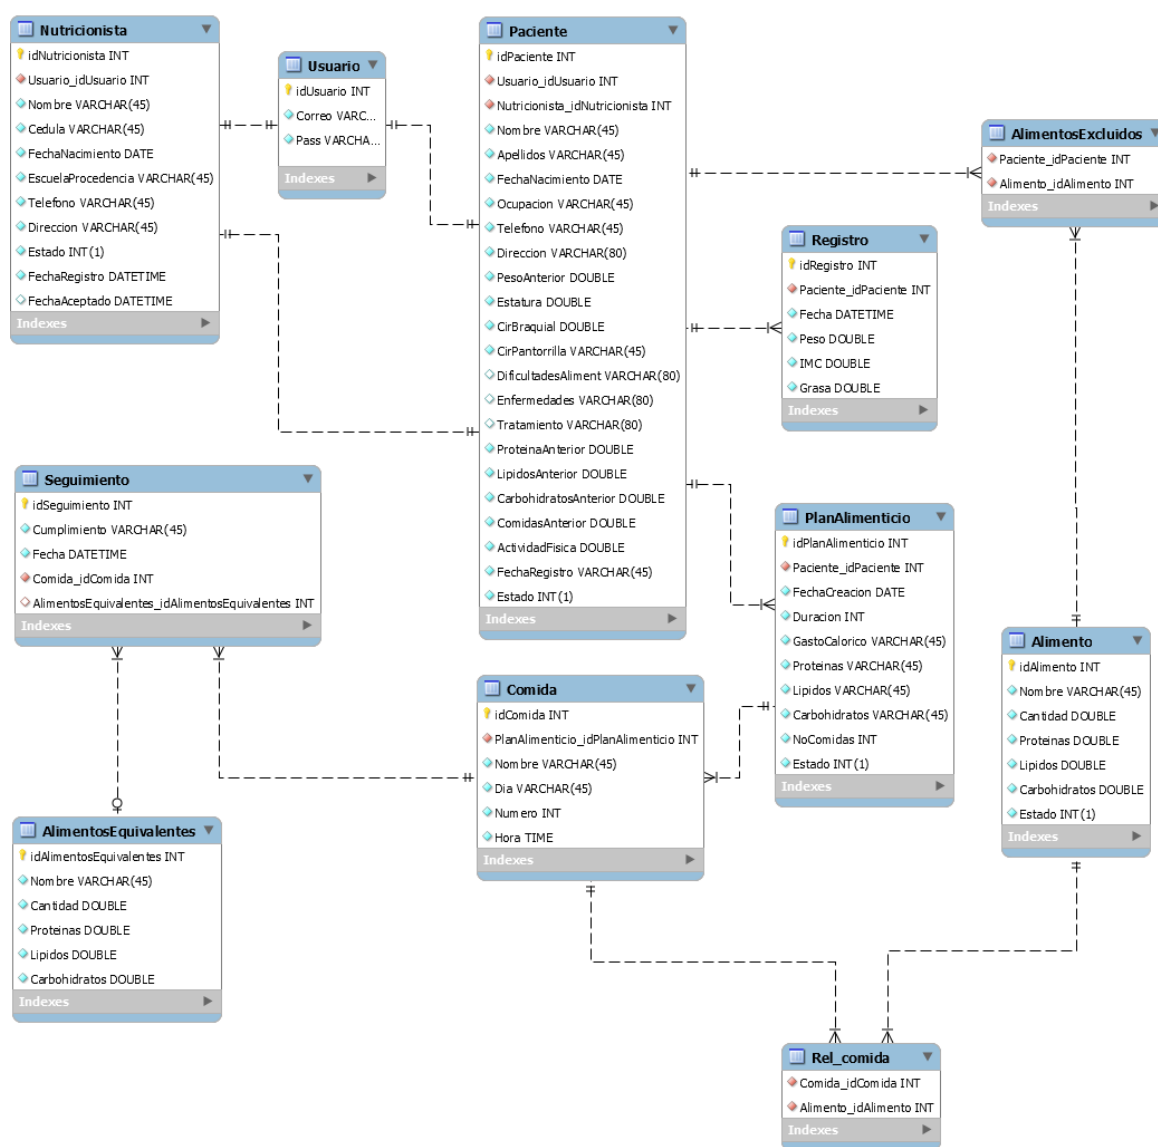 Nutricionista
idNutricionista INT
Usuario_idUsuario INT
Nombre VARCHAR(45)
Cedula VARCHAR(45)
FechaNacimiento DATE
EscuelaProcedencia VARCHAR(45)
Telefono VARCHAR(45)
Direccion VARCHAR(45)
Estado INT(1)
FechaRegistro DATETIME
FechaAceptado DATETIME
Indexes
Usuario
idUsuario INT
Correo VARC...
Pass VARCHA...
Indexes
Paciente
idPaciente INT
Usuario_idUsuario INT
Nutricionista_idNutricionista INT
Nombre VARCHAR(45)
Apellidos VARCHAR(45)
FechaNacimiento DATE
Ocupacion VARCHAR(45)
Telefono VARCHAR(45)
Direccion VARCHAR(80)
PesoAnterior DOUBLE
Estatura DOUBLE
CirBraquial DOUBLE
CirPantorrilla VARCHAR(45)
DificultadesAliment VARCHAR(80)
Enfermedades VARCHAR(80)
Tratamiento VARCHAR(80)
ProteinaAnterior DOUBLE
LipidosAnterior DOUBLE
CarbohidratosAnterior DOUBLE
ComidasAnterior DOUBLE
ActividadFisica DOUBLE
FechaRegistro VARCHAR(45)
Estado INT(1)
Indexes
AlimentosExcluidos
Paciente_idPaciente INT
Alimento_idAlimento INT
Indexes
Registro
idRegistro INT
Paciente_idPaciente INT
Fecha DATETIME
Peso DOUBLE
IMC DOUBLE
Grasa DOUBLE
Indexes
Seguimiento
idSeguimiento INT
Cumplimiento VARCHAR(45)
Fecha DATETIME
Comida_idComida INT
AlimentosEquivalentes_idAlimentosEquivalentes INT
Indexes
PlanAlimenticio
idPlanAlimenticio INT
Paciente_idPaciente INT
FechaCreacion DATE
Duracion INT
GastoCalorico VARCHAR(45)
Proteinas VARCHAR(45)
Lipidos VARCHAR(45)
Carbohidratos VARCHAR(45)
NoComidas INT
Estado INT(1)
Indexes
Alimento
idAlimento INT
Nombre VARCHAR(45)
Cantidad DOUBLE
Proteinas DOUBLE
Lipidos DOUBLE
Carbohidratos DOUBLE
Estado INT(1)
Indexes
Comida
idComida INT
PlanAlimenticio_idPlanAlimenticio INT
Nombre VARCHAR(45)
Dia VARCHAR(45)
Numero INT
Hora TIME
Indexes
AlimentosEquivalentes
idAlimentosEquivalentes INT
Nombre VARCHAR(45)
Cantidad DOUBLE
Proteinas DOUBLE
Lipidos DOUBLE
Carbohidratos DOUBLE
Indexes
Rel_comida
Comida_idComida INT
Alimento_idAlimento INT
Indexes